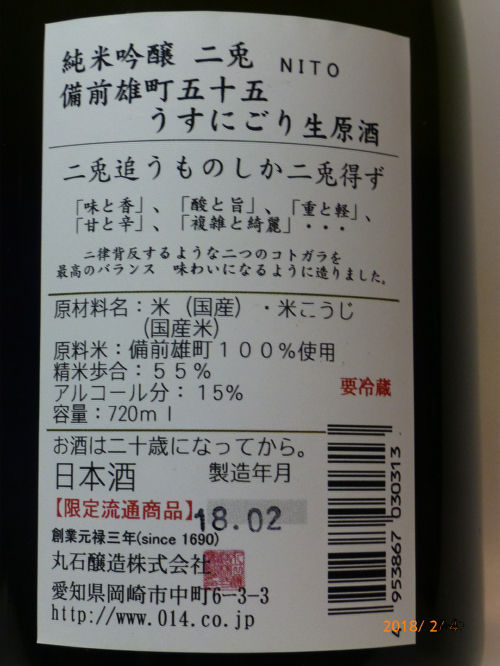 純米吟醸 二兎 NITO
備前雄町五十五
うすにごり生原酒
二兎追うものしか二兎得ず
「味と香」、「酸と旨」、「重と軽」、
「甘と辛」、「複雑と綺麗」・・・
二律背反するような二つのコトガラを
最高のバランス 味わいになるように造りました。
原材料名：米（国産）・米こうじ
（国産米）
原料米：備前雄町１００％使用
精米歩合：５５％
アルコール分：15％
容量：720ｍｌ
要冷蔵
お酒は二十歳になってから。
日本酒 製造年月
【限定流通商品】18.02
創業元禄三年(since 1690)
丸石醸造株式会社
愛知県岡崎市中町6-3-3
http://www.014.co.jp
4 953867 030313